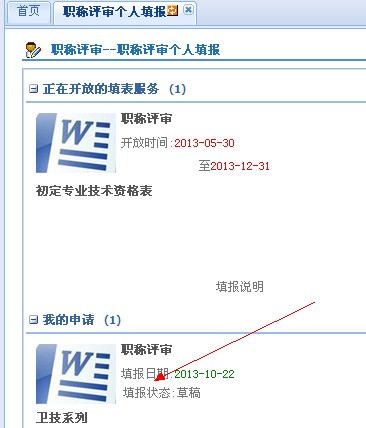 首页 职称评审个人填报
职称评审--职称评审个人填报
正在开放的填表服务 (1)
职称评审
开放时间:2013-05-30
至2013-12-31
初定专业技术资格表
填报说明
我的申请 (1)
职称评审
填报日期:2013-10-22
填报状态:草稿
卫技系列